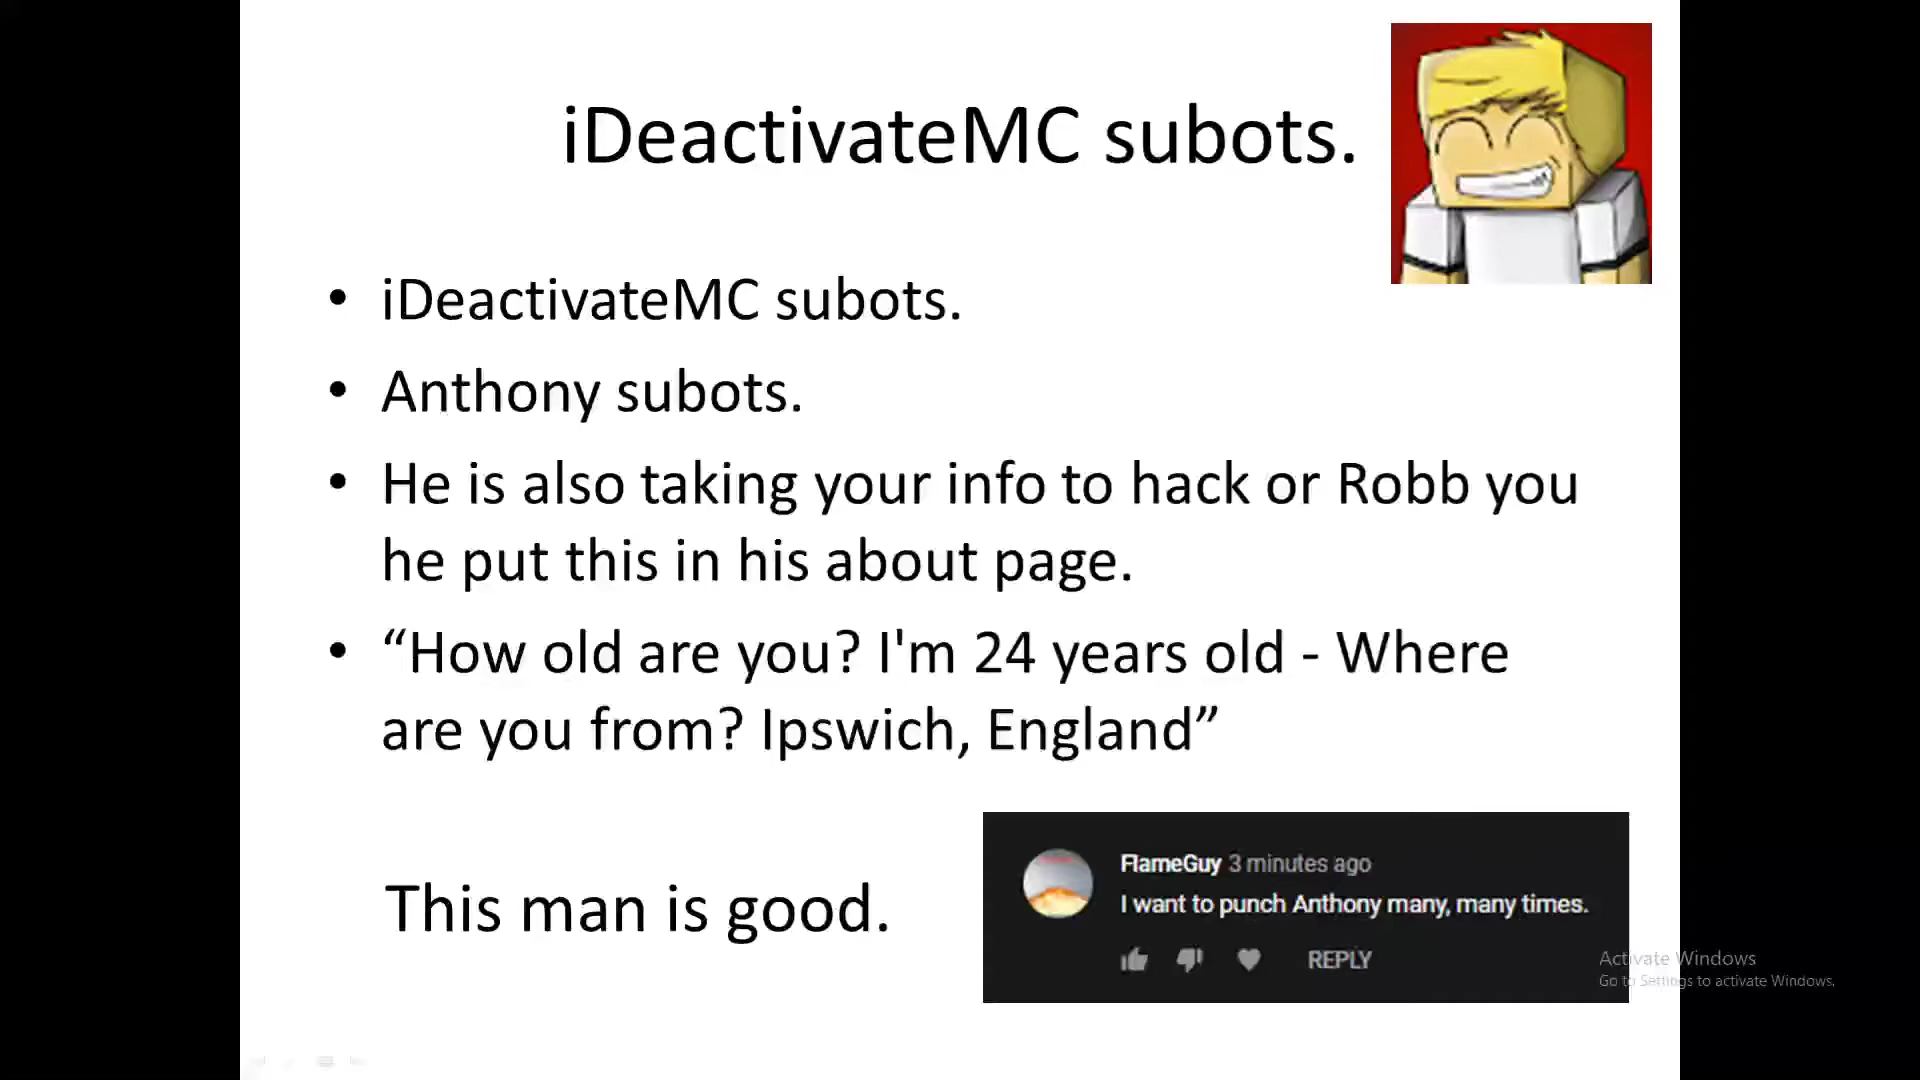 iDeactivateMC subots.
• iDeactivateMC subots.
• Anthony subots.
• He is also taking your info to hack or Robb you
he put this in his about page.
• “How old are you? I'm 24 years old - Where
are you from? Ipswich, England”
This man is good.
FlameGuy 3 minutes ago
I want to punch Anthony many, many times.
REPLY
Activate Windows
Go to Settings to activate Windows.